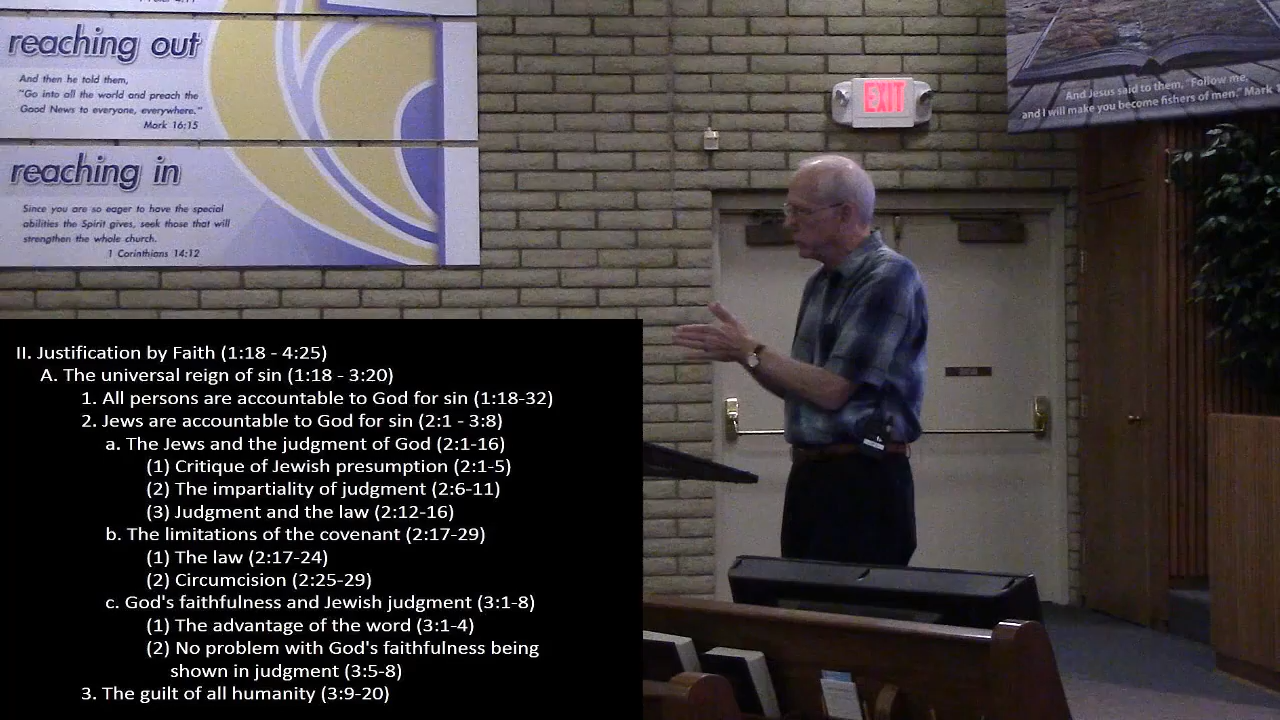 reaching out
And then he told them,
"Go into all the world and preach the
Good News to everyone, everywhere."
Mark 16:15
reaching in
Since you are so eager to have the special
abilities the Spirit gives, seek those that will
strengthen the whole church.
1 Corinthians 14:12
EXIT
And Jesus said to them, "Follow me,
and I will make you become fishers of men." Mark 1
II. Justification by Faith (1:18 - 4:25)
A. The universal reign of sin (1:18 - 3:20)
1. All persons are accountable to God for sin (1:18-32)
2. Jews are accountable to God for sin (2:1 - 3:8)
a. The Jews and the judgment of God (2:1-16)
(1) Critique of Jewish presumption (2:1-5)
(2) The impartiality of judgment (2:6-11)
(3) Judgment and the law (2:12-16)
b. The limitations of the covenant (2:17-29)
(1) The law (2:17-24)
(2) Circumcision (2:25-29)
c. God's faithfulness and Jewish judgment (3:1-8)
(1) The advantage of the word (3:1-4)
(2) No problem with God's faithfulness being
shown in judgment (3:5-8)
3. The guilt of all humanity (3:9-20)